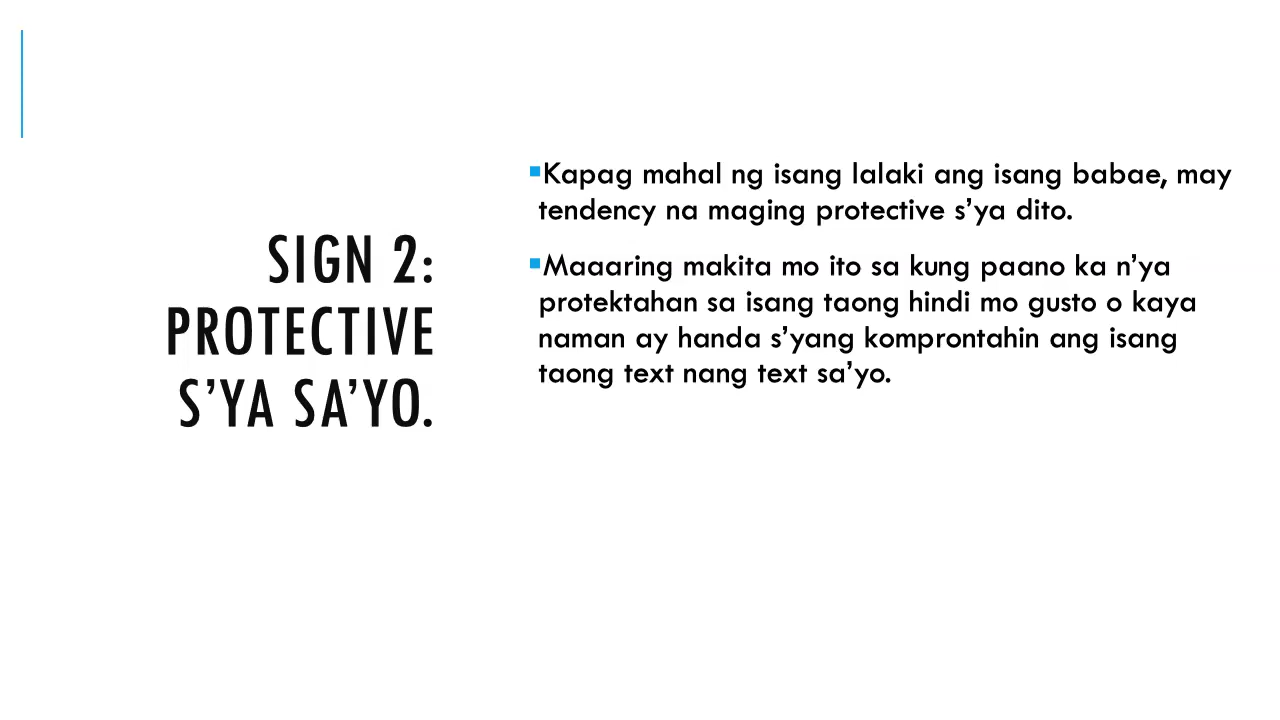 SIGN 2:
PROTECTIVE
S’YA SA’YO.
▪Kapag mahal ng isang lalaki ang isang babae, may
tendency na maging protective s’ya dito.
▪Maaaring makita mo ito sa kung paano ka n’ya
protektahan sa isang taong hindi mo gusto o kaya
naman ay handa s’yang komprontahin ang isang
taong text nang text sa’yo.